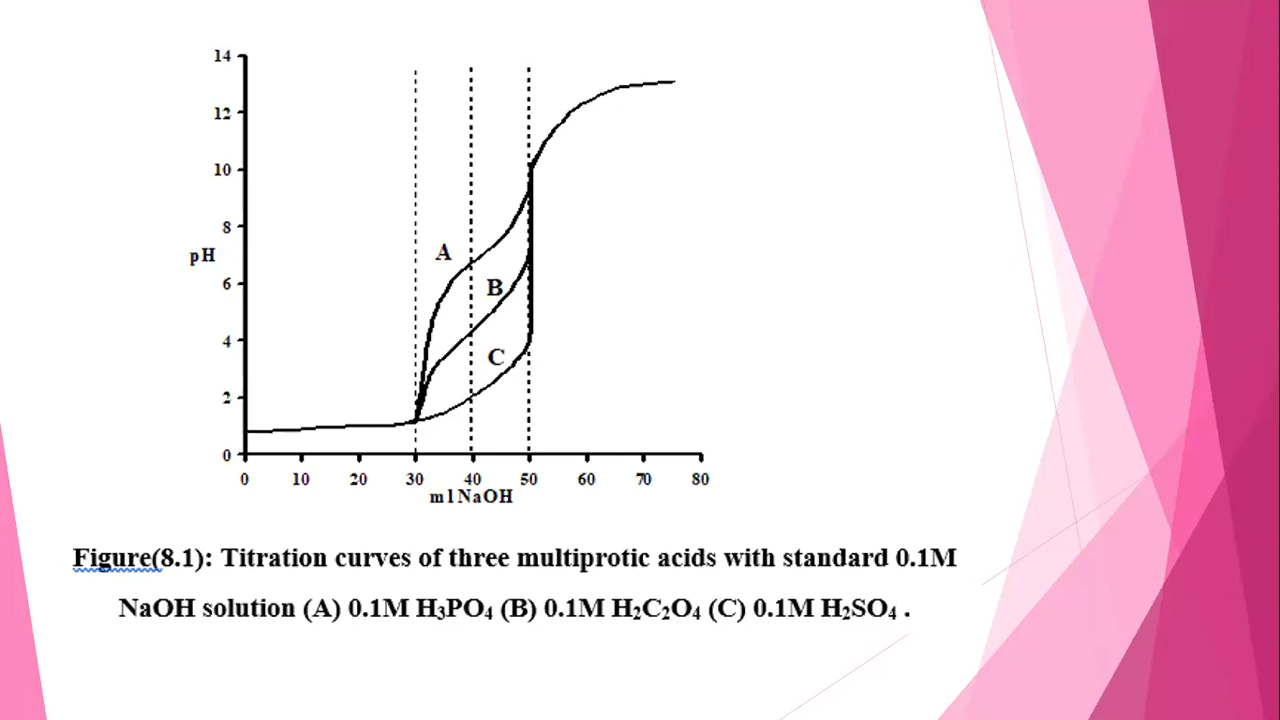 14
12
10
8
pH
A
6
B
4
C
2
0
0 10 20 30 40 50 60 70 80
ml NaOH
Figure(8.1): Titration curves of three multiprotic acids with standard 0.1M
NaOH solution (A) 0.1M H₃PO₄ (B) 0.1M H₂C₂O₄ (C) 0.1M H₂SO₄ .